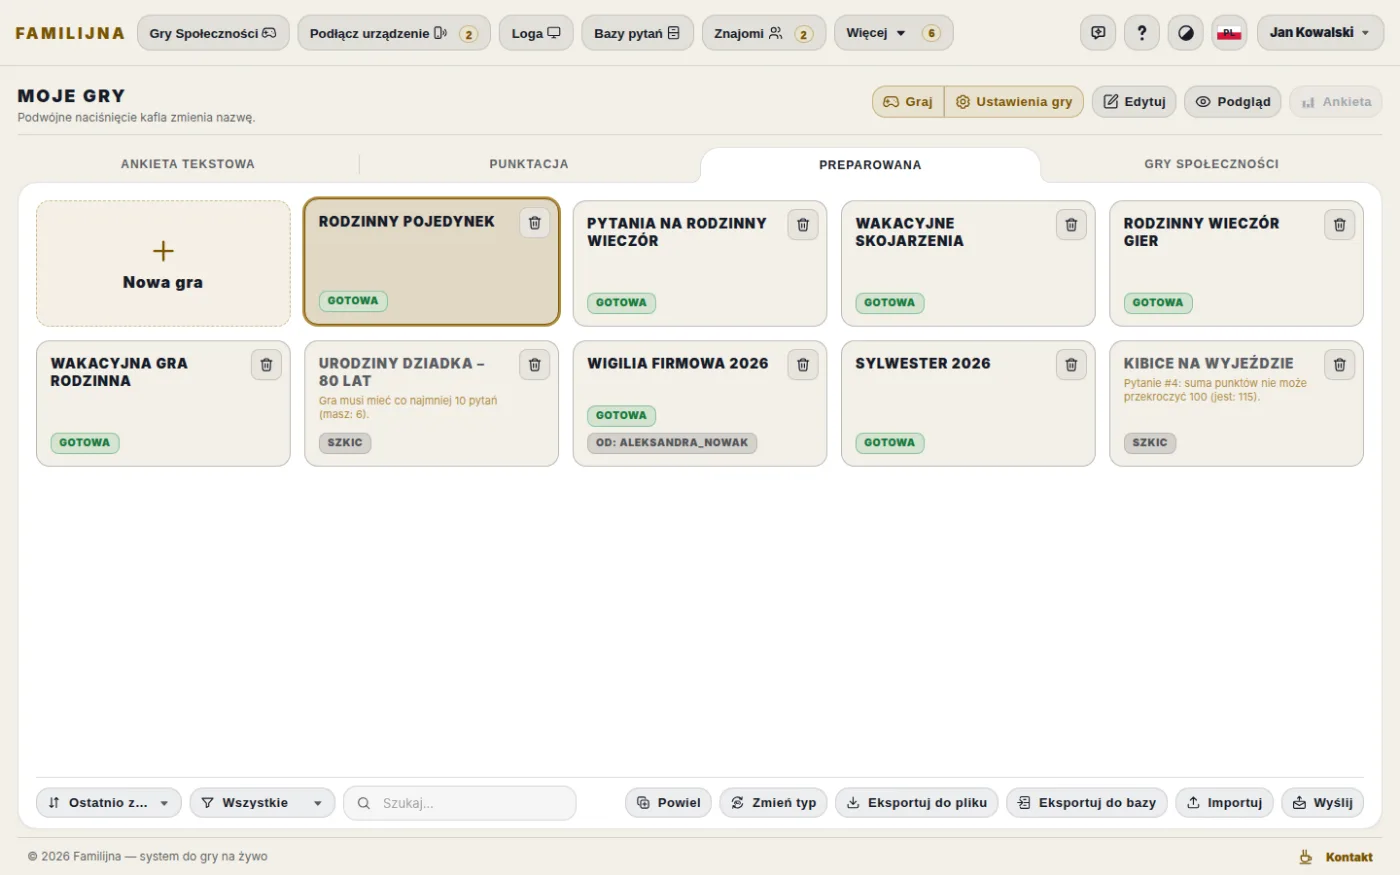 FAMILIJNA
Gry Społeczności
Podłącz urządzenie 2
Loga
Bazy pytań
Znajomi 2
Więcej 6
?
PL
Jan Kowalski
MOJE GRY
Podwójne naciśnięcie kafla zmienia nazwę.
Graj
Ustawienia gry
Edytuj
Podgląd
Ankieta
ANKIETA TEKSTOWA
PUNKTACJA
PREPAROWANA
GRY SPOŁECZNOŚCI
Nowa gra
RODZINNY POJEDYNEK
GOTOWA
PYTANIA NA RODZINNY
WIECZÓR
GOTOWA
WAKACYJNE
SKOJARZENIA
GOTOWA
RODZINNY WIECZÓR
GIER
GOTOWA
WAKACYJNA GRA
RODZINNA
GOTOWA
URODZINY DZIADKA –
80 LAT
Gra musi mieć co najmniej 10 pytań
(masz: 6).
SZKIC
WIGILIA FIRMOWA 2026
GOTOWA
OD: ALEKSANDRA_NOWAK
SYLWESTER 2026
GOTOWA
KIBICE NA WYJEŹDZIE
Pytanie #4: suma punktów nie może
przekroczyć 100 (jest: 115).
SZKIC
Ostatnio z...
Wszystkie
Szukaj...
Powiel
Zmień typ
Eksportuj do pliku
Eksportuj do bazy
Importuj
Wyślij
© 2026 Familijna — system do gry na żywo
Kontakt